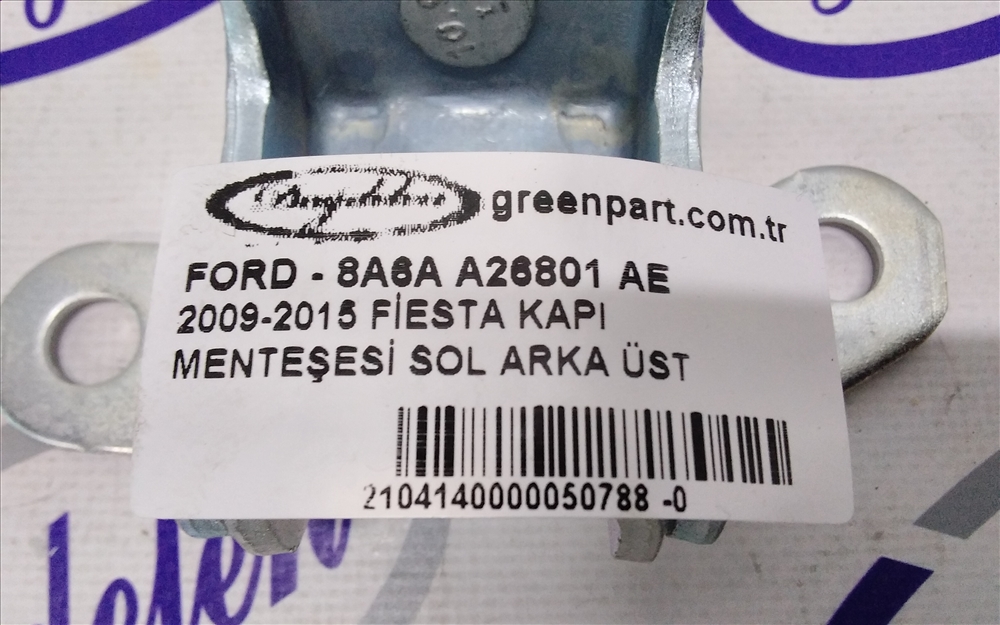 greenpart.com.tr
FORD - 8A6A A26801 AE
2009-2015 FİESTA KAPI
MENTEŞESİ SOL ARKA ÜST
2104140000050788 -0